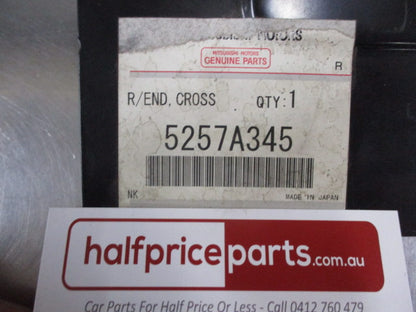 MOTORS
MITSUBISHI MOTORS
GENUINE PARTS
R
R/END, CROSS QTY:1
5257A345
NK MADE IN JAPAN
halfpriceparts.com.au
Car Parts For Half Price Or Less - Call 0412 760 479